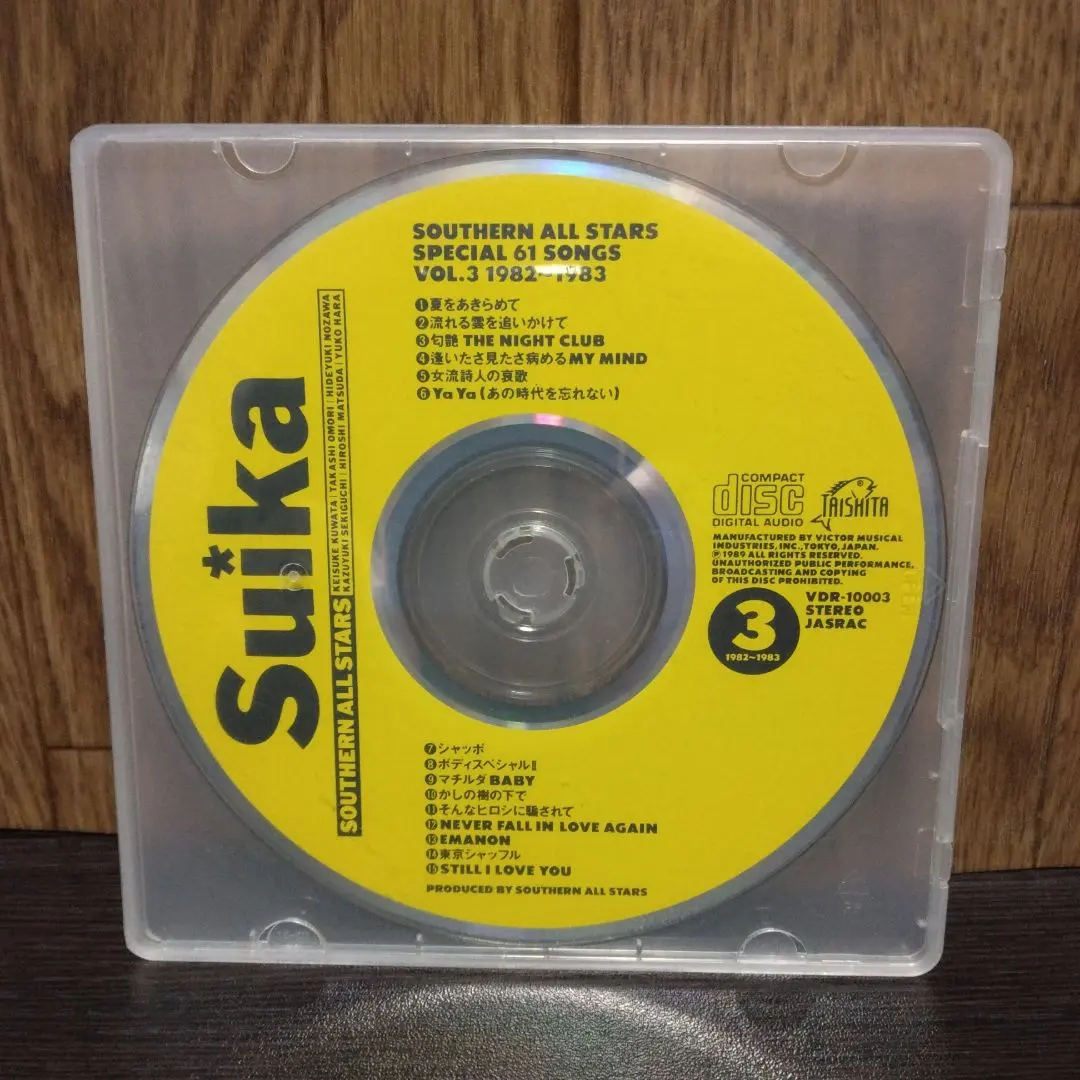 SOUTHERN ALL STARS
SPECIAL 61 SONGS
VOL.3 1982~1983
❶夏をあきらめて
❷流れる雲を追いかけて
❸匂艶 THE NIGHT CLUB
❹逢いたさ見たさ病めるMY MIND
❺女流詩人の哀歌
❻Ya Ya (あの時代を忘れない)
Suika
SOUTHERN ALL STARS
KEISUKE KUWATA | TAKASHI OMORI | HIDEYUKI NOZAWA
KAZUYUKI SEKIGUCHI | HIROSHI MATSUDA | YUKO HARA
COMPACT
disc
DIGITAL AUDIO
®
TAISHITA
MANUFACTURED BY VICTOR MUSICAL
INDUSTRIES, INC., TOKYO, JAPAN.
Ⓟ1989 ALL RIGHTS RESERVED.
UNAUTHORIZED PUBLIC PERFORMANCE,
BROADCASTING AND COPYING
OF THIS DISC PROHIBITED.
3
1982~1983
VDR-10003
STEREO
JASRAC
❼シャッポ
❽ボディスペシャルⅡ
❾マチルダBABY
❿かしの樹の下で
⓫そんなヒロシに騙されて
⓬NEVER FALL IN LOVE AGAIN
⓭EMANON
⓮東京シャッフル
⓯STILL I LOVE YOU
PRODUCED BY SOUTHERN ALL STARS